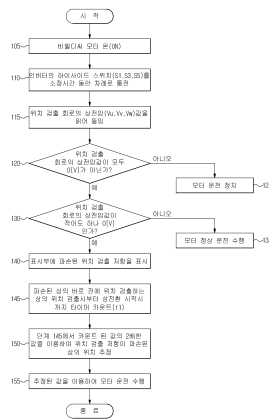 시 작
105
비엘디씨 모터 온(ON)
110
인버터의 하이사이드 스위치(S1,S3,S5)를
소정시간 동안 차례로 통전
115
위치 검출 회로의 상전압(Vu,Vv,Vw)값을
읽어 들임
120
위치 검출
회로의 상전압값이 모두
0[V]가 아닌가?
아니오
예
모터 운전 정지
12
130
위치 검출
회로의 상전압값이
적어도 하나 0[V]
인가?
아니오
예
모터 정상 운전 수행
13
140
표시부에 파손된 위치 검출 저항을 표시
145
파손된 상의 바로 전에 위치 검출하는
상의 위치 검출시부터 상전환 시작시
까지 타이머 카운트(t1)
150
단계 145에서 카운트 된 값의 2배한
값을 이용하여 위치 검출 저항이 파손된
상의 위치 추정
155
추정된 값을 이용하여 모터 운전 수행
종 료